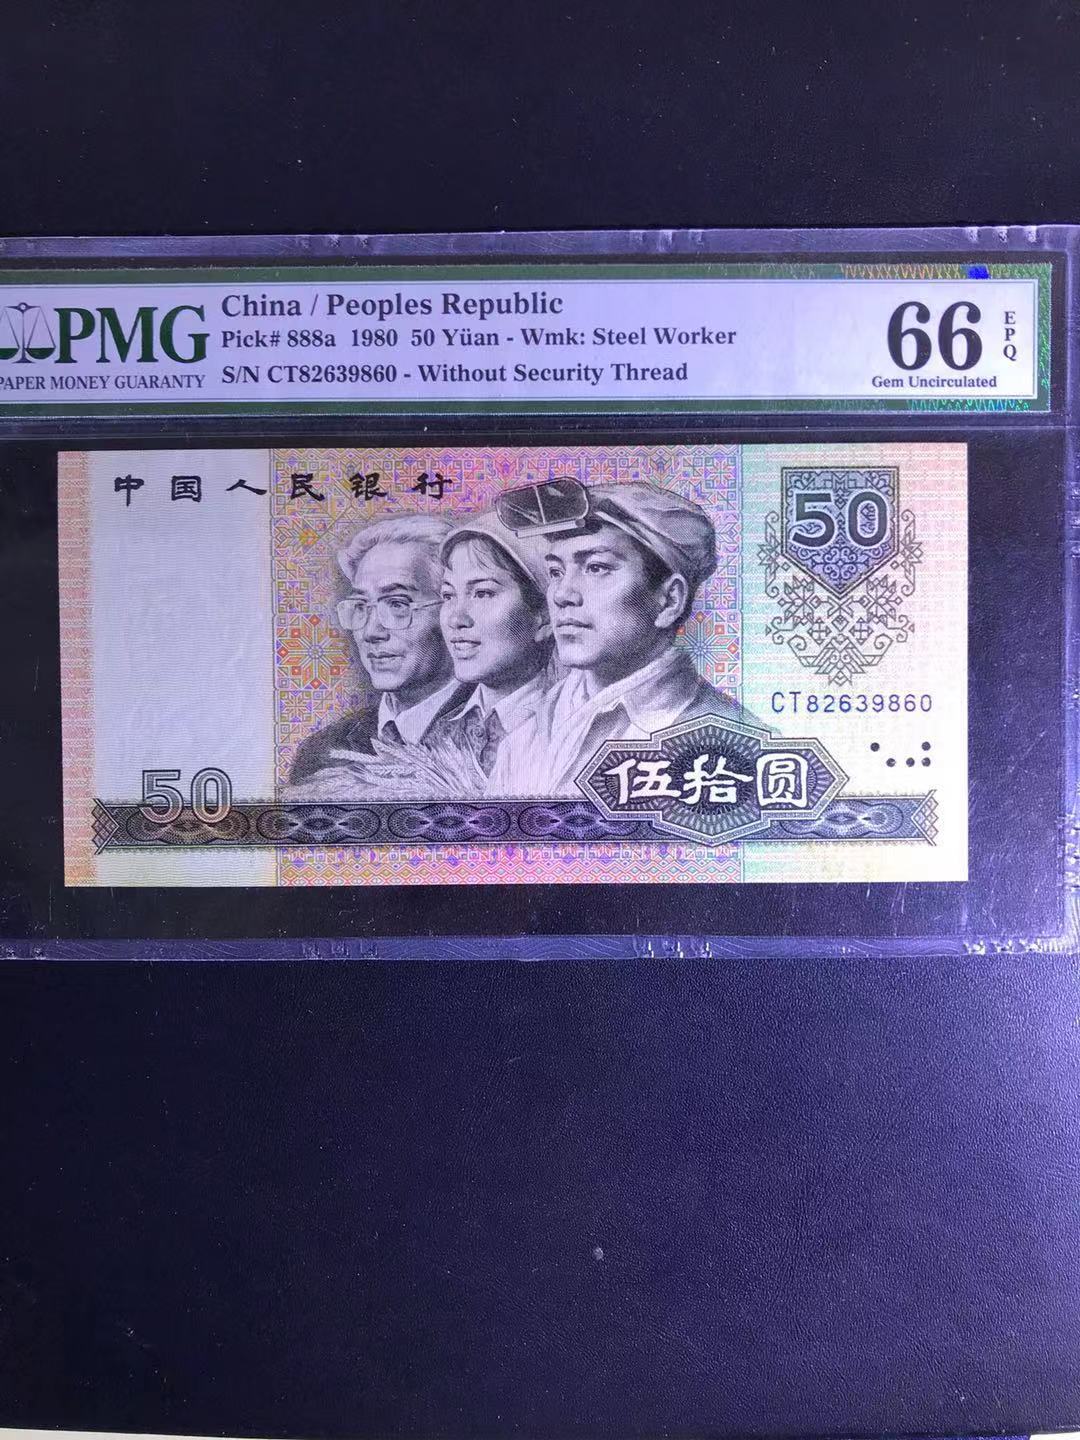 China / Peoples Republic
PMG
Pick# 888a 1980 50 Yüan - Wmk: Steel Worker
PAPER MONEY GUARANTY
S/N CT82639860 - Without Security Thread
66
EPQ
Gem Uncirculated
中国人民银行
50
CT82639860
50
伍拾圆